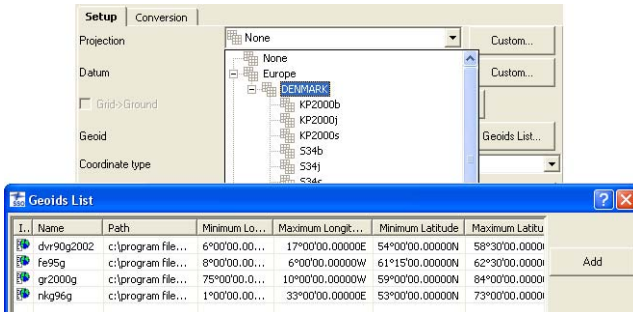 Setup Conversion
Projection None Custom...
None
Datum Europe Custom...
DENMARK
Grid->Ground KP2000b
KP2000j
Geoid KP2000s Geoids List...
S34b
Coordinate type S34j
S34s
Geoids List
I... Name Path Minimum Lo... Maximum Longit... Minimum Latitude Maximum Latitu
dvr90g2002 c:\program file... 6°00'00.00... 17°00'00.00000E 54°00'00.00000N 58°30'00.0000 Add
fe95g c:\program file... 8°00'00.00... 6°00'00.00000W 61°15'00.00000N 62°30'00.0000
gr2000g c:\program file... 75°00'00.0... 10°00'00.00000W 59°00'00.00000N 84°00'00.0000
nkg96g c:\program file... 1°00'00.00... 33°00'00.00000E 53°00'00.00000N 73°00'00.0000